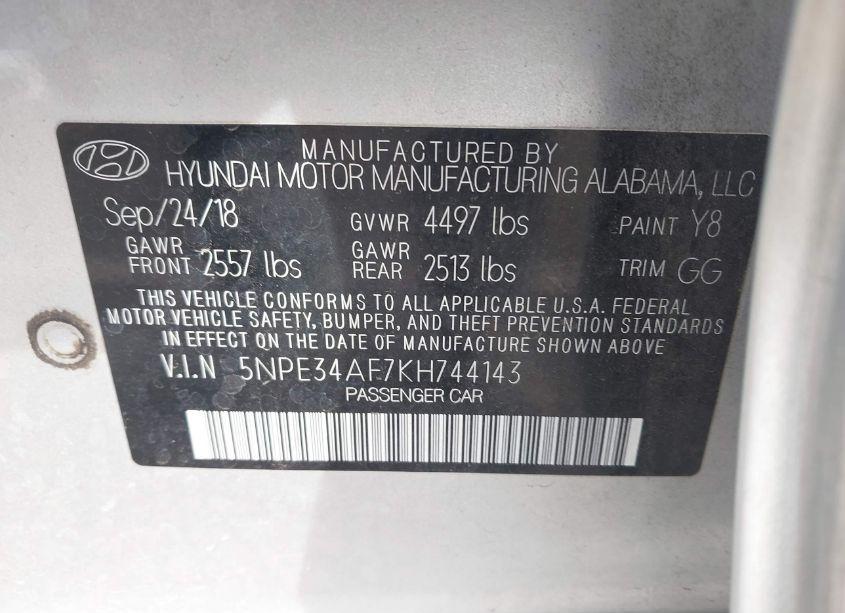 MANUFACTURED BY
HYUNDAI MOTOR MANUFACTURING ALABAMA, LLC
Sep/24/18 GVWR 4497 lbs PAINT Y8
GAWR FRONT 2557 lbs GAWR REAR 2513 lbs TRIM GG
THIS VEHICLE CONFORMS TO ALL APPLICABLE U.S.A. FEDERAL
MOTOR VEHICLE SAFETY, BUMPER, AND THEFT PREVENTION STANDARDS
IN EFFECT ON THE DATE OF MANUFACTURE SHOWN ABOVE
V.I.N 5NPE34AF7KH744143
PASSENGER CAR